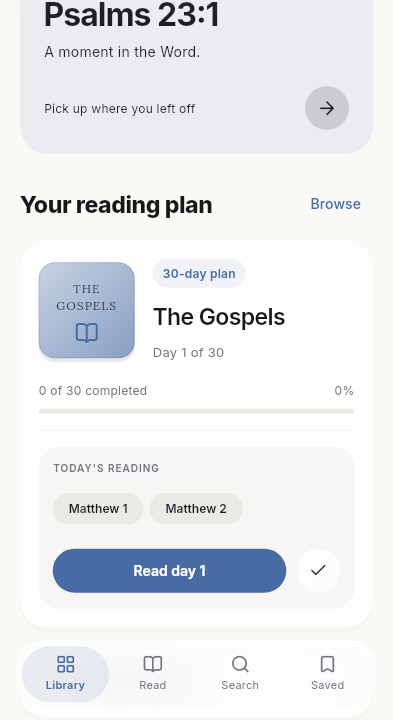 Psalms 23:1
A moment in the Word.
Pick up where you left off
Your reading plan
Browse
THE
GOSPELS
30-day plan
The Gospels
Day 1 of 30
0 of 30 completed
0%
TODAY'S READING
Matthew 1
Matthew 2
Read day 1
Library
Read
Search
Saved